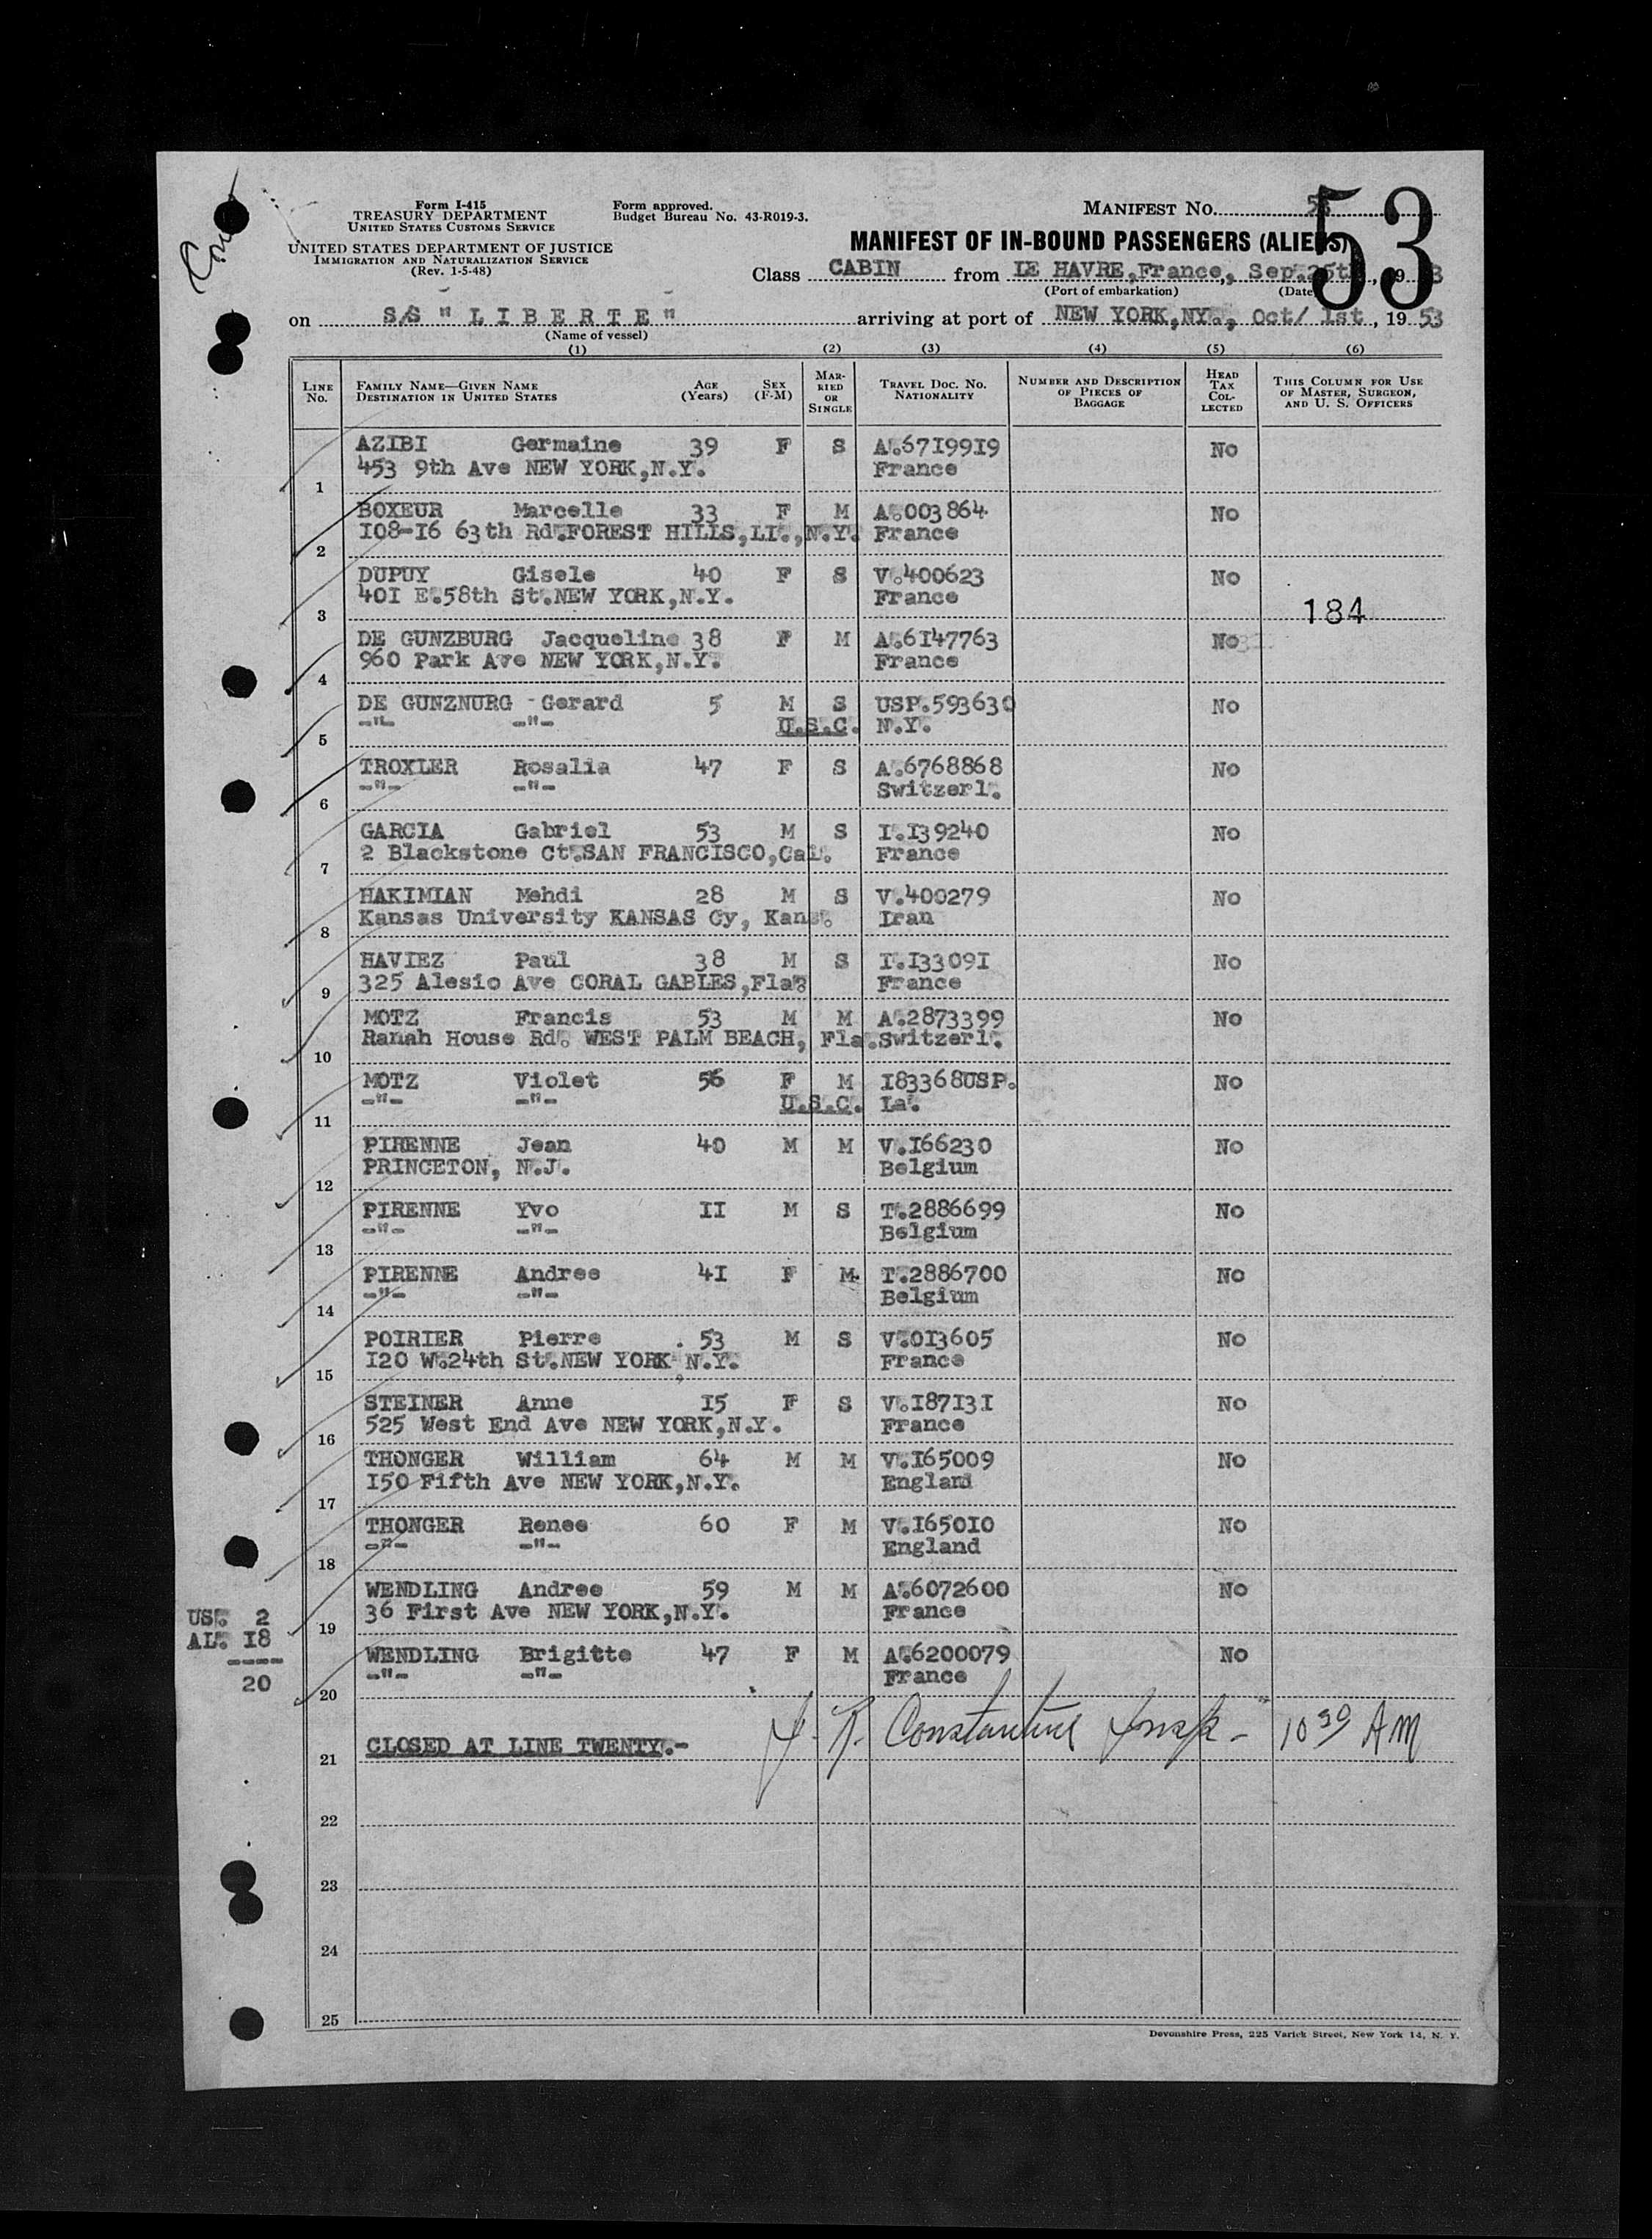 Form I-415
TREASURY DEPARTMENT
UNITED STATES CUSTOMS SERVICE
UNITED STATES DEPARTMENT OF JUSTICE
IMMIGRATION AND NATURALIZATION SERVICE
(Rev. 1-5-48)
Form approved.
Budget Bureau No. 43-R019-3.
MANIFEST No.
53
MANIFEST OF IN-BOUND PASSENGERS (ALIENS)
Class CABIN from LE HAVRE, France, Sep. 25th, 19 53
(Port of embarkation) (Date)
on S/S " L I B E R T E " arriving at port of NEW YORK, NY., Oct/ 1st, 19 53
(Name of vessel)
(1) (2) (3) (4) (5) (6)
LINE No. FAMILY NAME—GIVEN NAME DESTINATION IN UNITED STATES AGE (Years) SEX (F-M) MARRIED OR SINGLE TRAVEL DOC. NO. NATIONALITY NUMBER AND DESCRIPTION OF PIECES OF BAGGAGE HEAD TAX COLLECTED THIS COLUMN FOR USE OF MASTER, SURGEON, AND U. S. OFFICERS
AZIBI Germaine 39 F S A.6719919 No
453 9th Ave NEW YORK,N.Y. France
1
BOXEUR Marcelle 33 F M A.003864 No
108-16 63th Rd.FOREST HILLS,LI.,N.Y. France
2
DUPUY Gisele 40 F S V.400623 No
401 E.58th St.NEW YORK,N.Y. France
3 184
DE GUNZBURG Jacqueline 38 F M A.6147763 No
960 Park Ave NEW YORK,N.Y. France
4
DE GUNZNURG - Gerard 5 M S USP.593630 No
-"- -"- U.S.C. N.Y.
5
TROXLER Rosalia 47 F S A.6768868 No
-"- -"- Switzerl.
6
GARCIA Gabriel 53 M S I.139240 No
2 Blackstone Ct.SAN FRANCISCO,Cal. France
7
HAKIMIAN Mehdi 28 M S V.400279 No
Kansas University KANSAS Cy, Kans. Iran
8
HAVIEZ Paul 38 M S I.133091 No
325 Alesio Ave CORAL GABLES,Fla. France
9
MOTZ Francis 53 M M A.2873399 No
Ranah House Rd. WEST PALM BEACH, Fla.Switzerl.
10
MOTZ Violet 56 F M 183368USP. No
-"- -"- U.S.C. La.
11
PIRENNE Jean 40 M M V.166230 No
PRINCETON, N.J. Belgium
12
PIRENNE Yvo 11 M S T.2886699 No
-"- -"- Belgium
13
PIRENNE Andree 41 F M T.2886700 No
-"- -"- Belgium
14
POIRIER Pierre 53 M S V.013605 No
120 W.24th St.NEW YORK, N.Y. France
15
STEINER Anne 15 F S V.187131 No
525 West End Ave NEW YORK,N.Y. France
16
THONGER William 64 M M V.165009 No
150 Fifth Ave NEW YORK,N.Y. England
17
THONGER Renee 60 F M V.165010 No
-"- -"- England
18
WENDLING Andree 59 M M A.6072600 No
36 First Ave NEW YORK,N.Y. France
19
US. 2
AL. 18
----
20
WENDLING Brigitte 47 F M A.6200079 No
-"- -"- France
20
CLOSED AT LINE TWENTY.- J. R. Constantine Insp - 10 30 AM
21
22
23
24
25
Devonshire Press, 225 Varick Street, New York 14, N. Y.